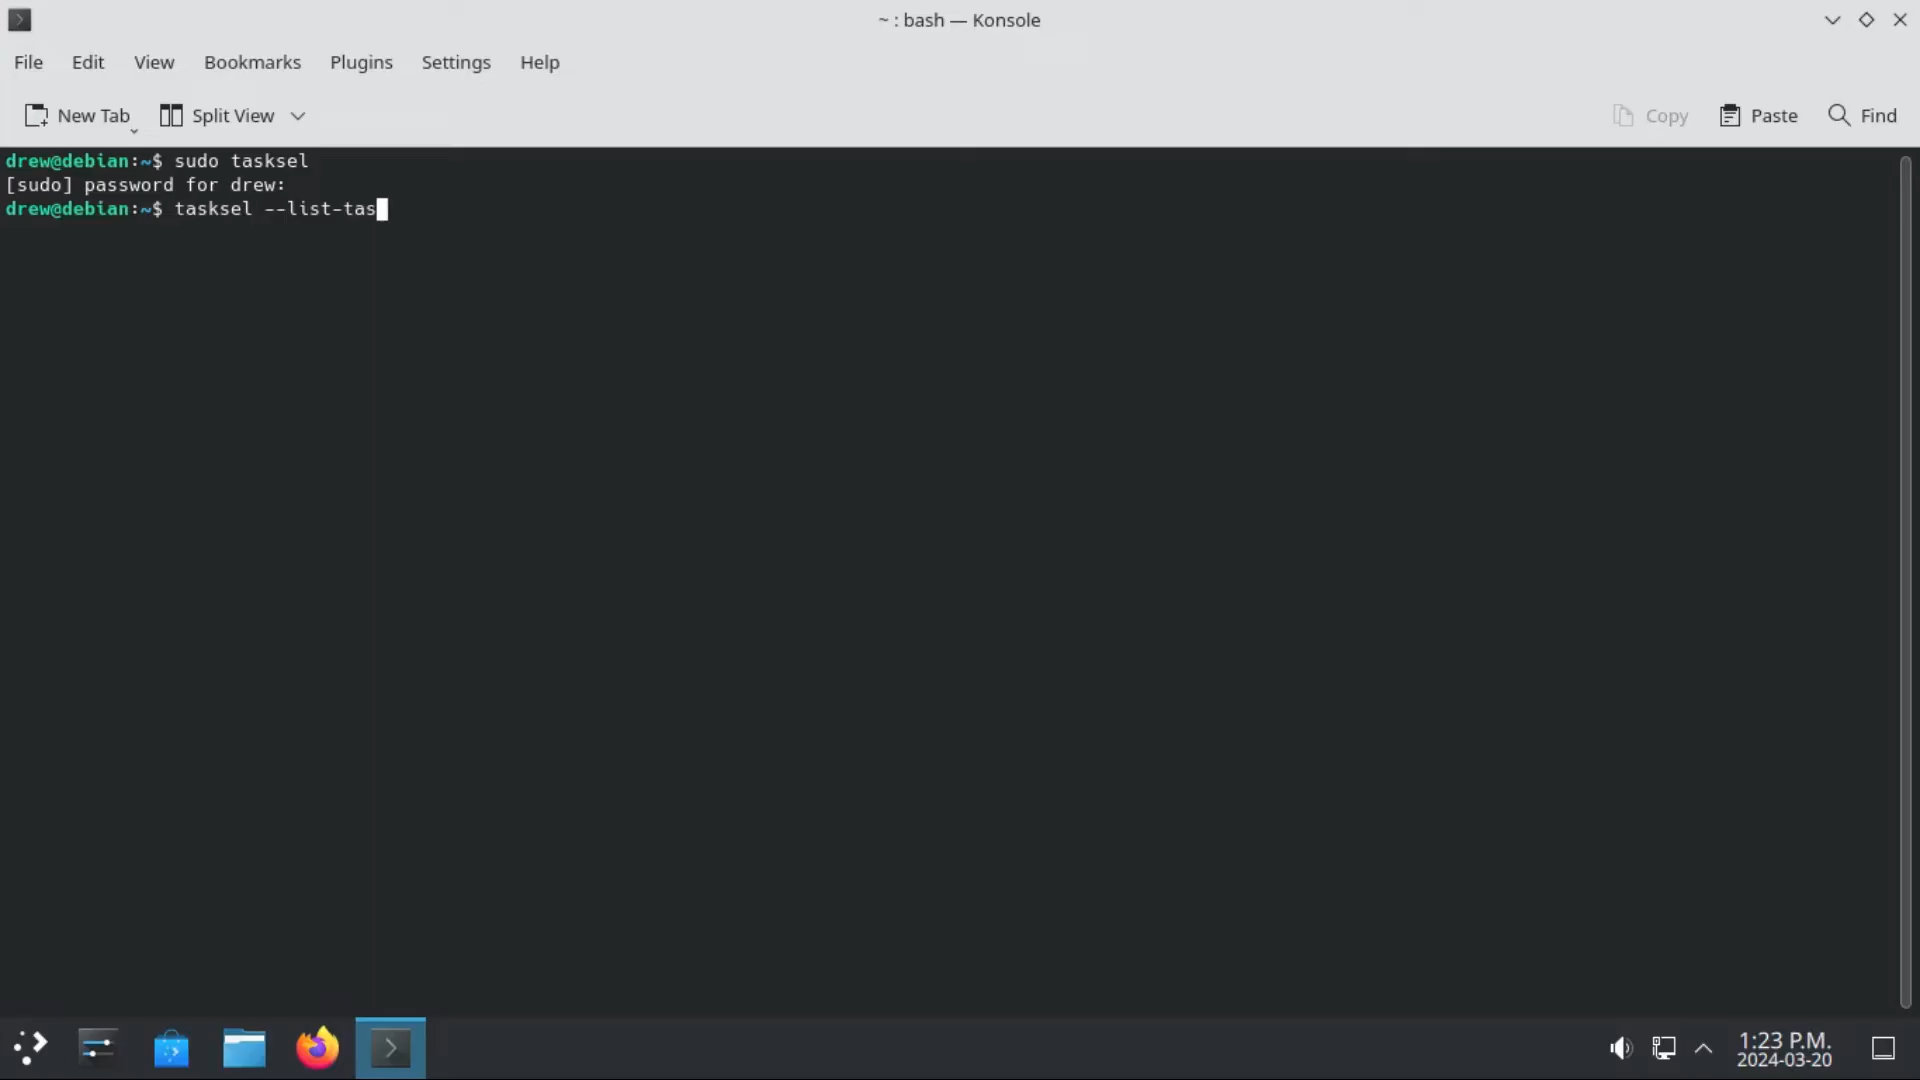 ~ : bash — Konsole
File Edit View Bookmarks Plugins Settings Help
New Tab Split View Copy Paste Find
drew@debian:~$ sudo tasksel
[sudo] password for drew:
drew@debian:~$ tasksel --list-tas
1:23 P.M.
2024-03-20